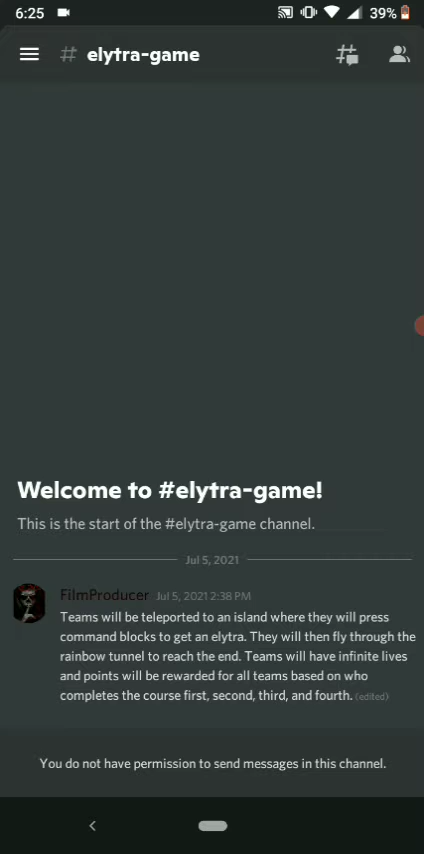 6:25 39%
# elytra-game
Welcome to #elytra-game!
This is the start of the #elytra-game channel.
Jul 5, 2021
FilmProducer Jul 5, 2021 2:38 PM
Teams will be teleported to an island where they will press
command blocks to get an elytra. They will then fly through the
rainbow tunnel to reach the end. Teams will have infinite lives
and points will be rewarded for all teams based on who
completes the course first, second, third, and fourth. (edited)
You do not have permission to send messages in this channel.